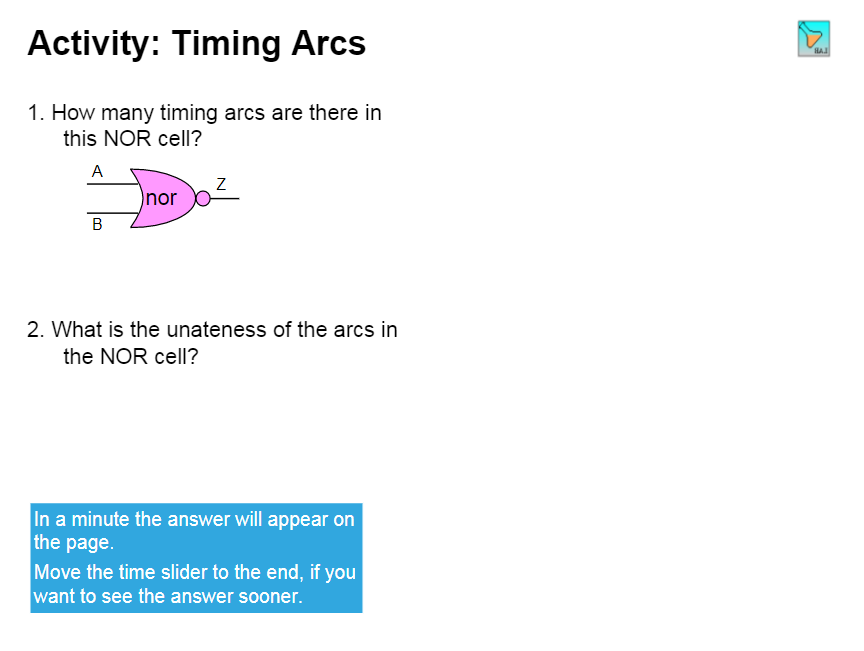 Activity: Timing Arcs
1. How many timing arcs are there in
this NOR cell?
A
Z
nor
B
2. What is the unateness of the arcs in
the NOR cell?
In a minute the answer will appear on
the page.
Move the time slider to the end, if you
want to see the answer sooner.